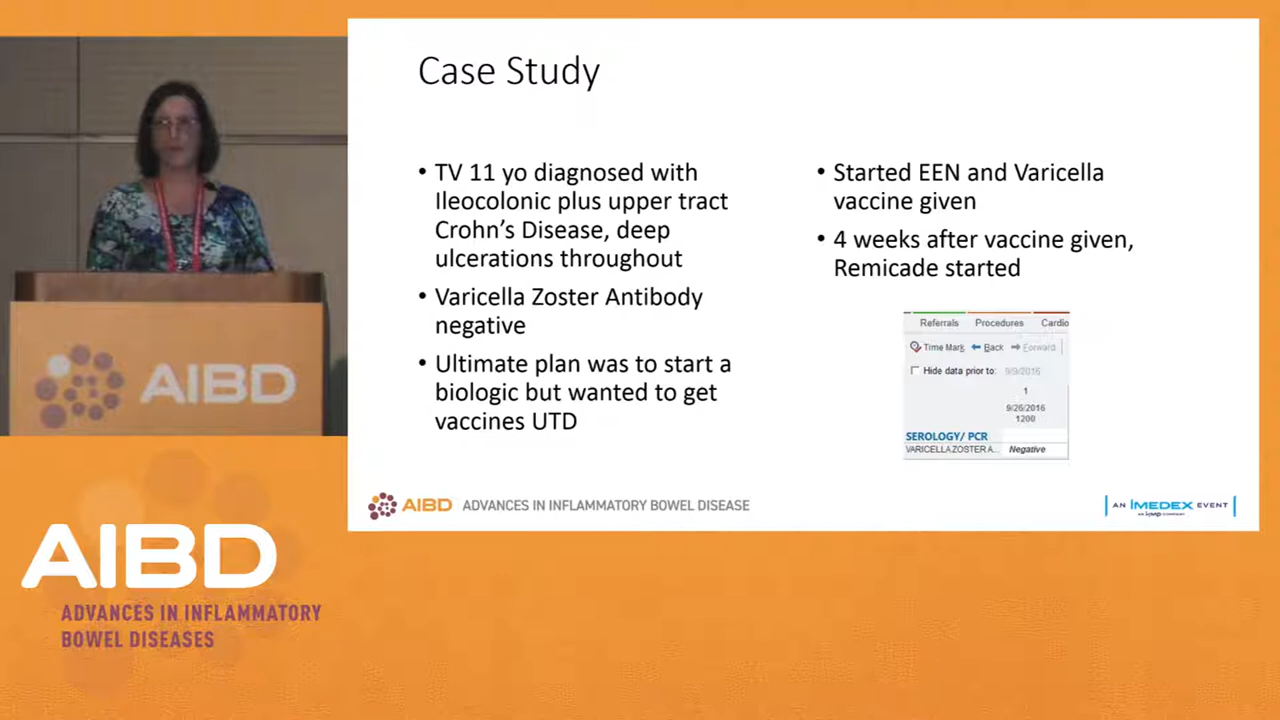 Case Study
• TV 11 yo diagnosed with
Ileocolonic plus upper tract
Crohn's Disease, deep
ulcerations throughout
• Varicella Zoster Antibody
negative
• Ultimate plan was to start a
biologic but wanted to get
vaccines UTD
• Started EEN and Varicella
vaccine given
• 4 weeks after vaccine given,
Remicade started
Referrals Procedures Cardio
Time Mark Back Forward
Hide data prior to: 9/9/2016
1
9/26/2016
1200
SEROLOGY/ PCR
VARICELLA ZOSTER A... Negative
AIBD ADVANCES IN INFLAMMATORY BOWEL DISEASE
AN IMEDEX EVENT
AIBD
AIBD
ADVANCES IN INFLAMMATORY
BOWEL DISEASES